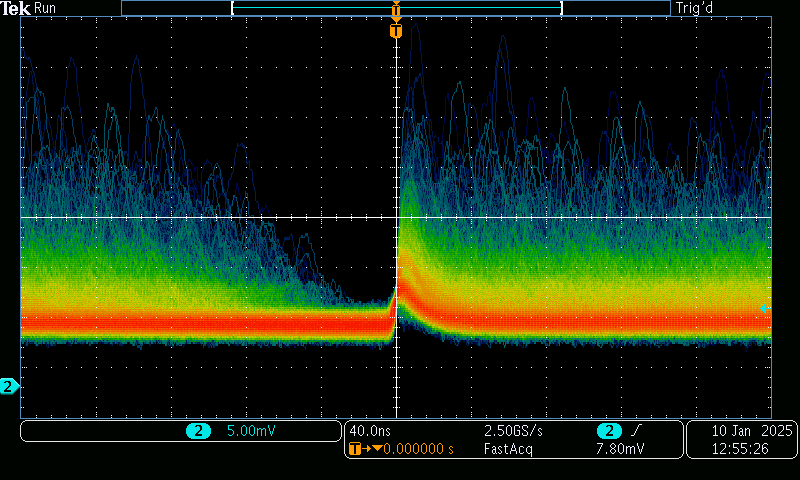 Tek Run T Trig'd
T
2
2 5.00mV 40.0ns 2.50GS/s 2 10 Jan 2025
T→▼0.000000 s FastAcq 7.80mV 12:55:26